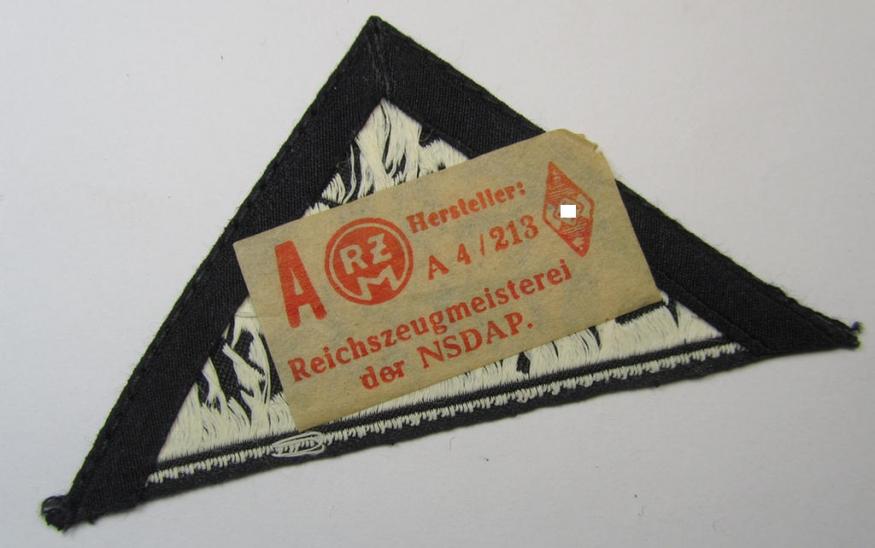 A RZM Hersteller:
A 4 / 213
Reichszeugmeisterei
der NSDAP.